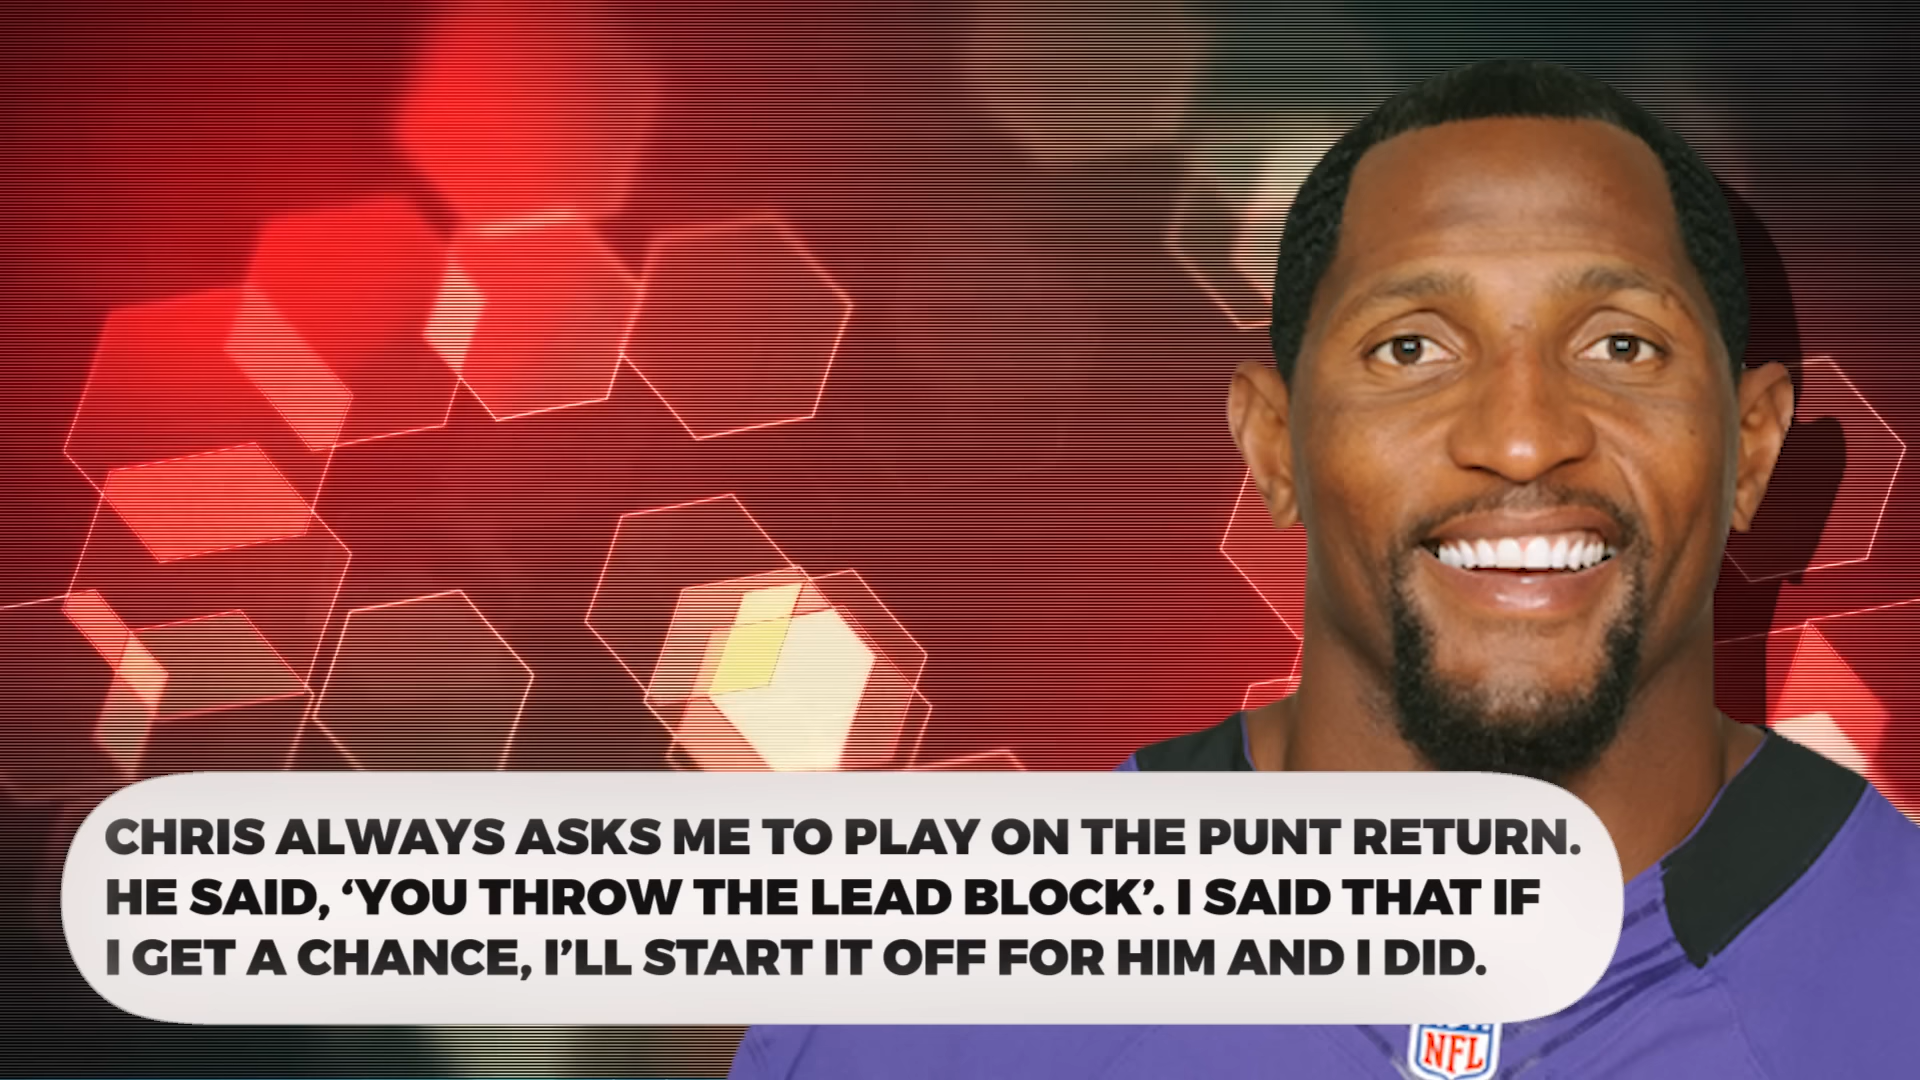 CHRIS ALWAYS ASKS ME TO PLAY ON THE PUNT RETURN.
HE SAID, ‘YOU THROW THE LEAD BLOCK’. I SAID THAT IF
I GET A CHANCE, I’LL START IT OFF FOR HIM AND I DID.
NFL